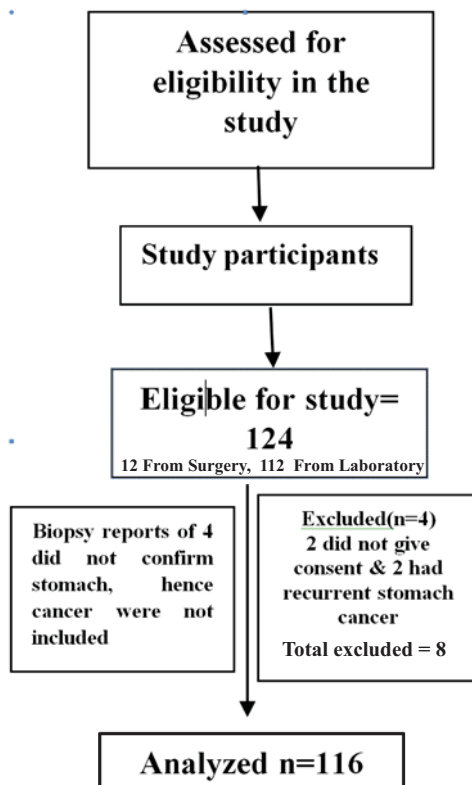 Assessed for
eligibility in the
study
Study participants
Eligible for study=
124
12 From Surgery, 112 From Laboratory
Biopsy reports of 4
did not confirm
stomach, hence
cancer were not
included
Excluded(n=4)
2 did not give
consent & 2 had
recurrent stomach
cancer
Total excluded = 8
Analyzed n=116